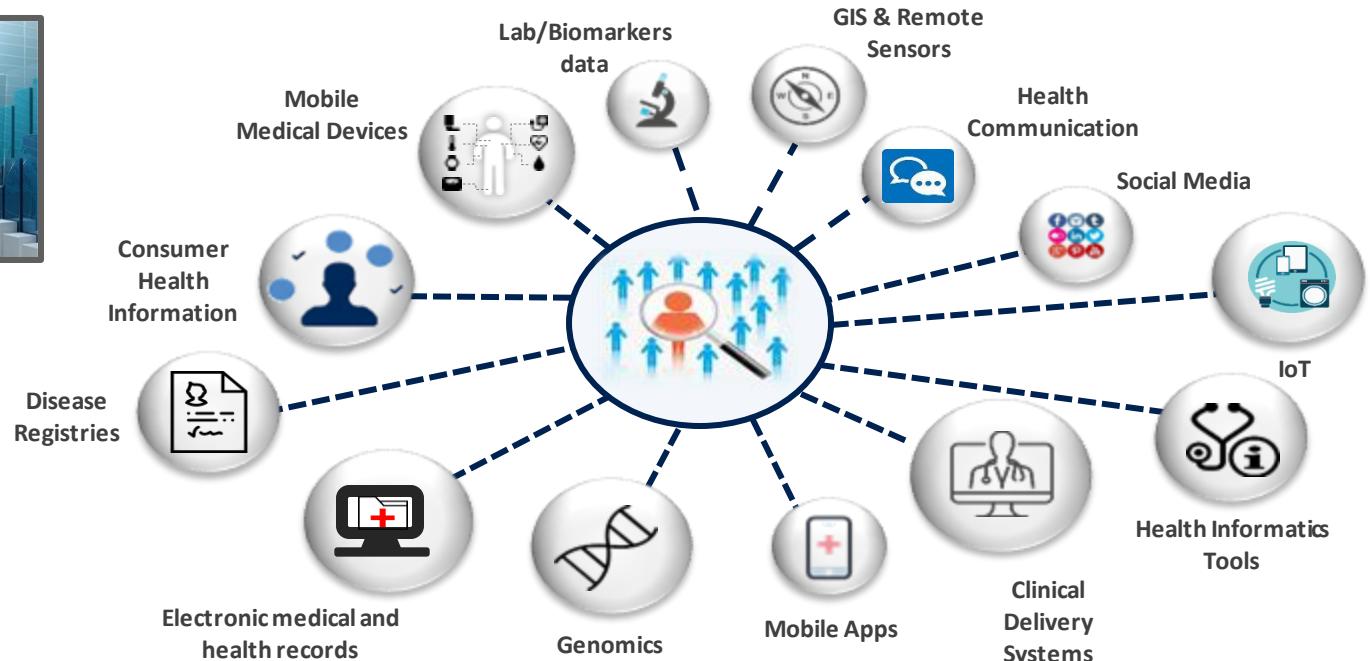 Lab/Biomarkers
data
GIS & Remote
Sensors
Mobile
Medical Devices
Health
Communication
Social Media
Consumer
Health
Information
IoT
Disease
Registries
Health Informatics
Tools
Electronic medical and
health records
Genomics
Mobile Apps
Clinical
Delivery
Systems
N
W
E
S